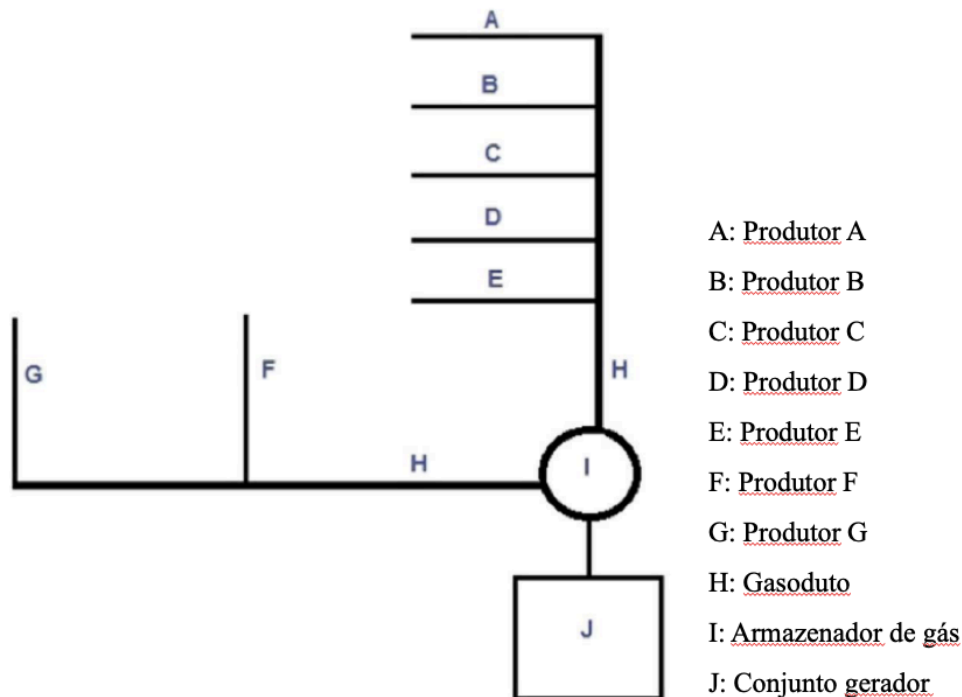 A
B
C
D
E
G
F
H
H
I
J
A: Produtor A
B: Produtor B
C: Produtor C
D: Produtor D
E: Produtor E
F: Produtor F
G: Produtor G
H: Gasoduto
I: Armazenador de gás
J: Conjunto gerador